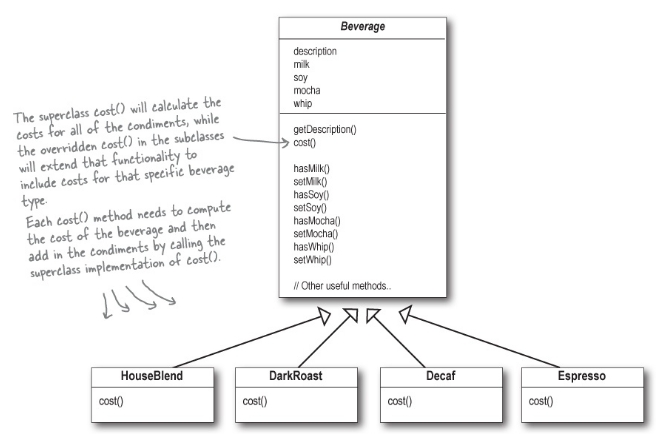 Beverage
description
milk
soy
mocha
whip
getDescription()
cost()
hasMilk()
setMilk()
hasSoy()
setSoy()
hasMocha()
setMocha()
hasWhip()
setWhip()
// Other useful methods..
The superclass cost() will calculate the
costs for all of the condiments, while
the overridden cost() in the subclasses
will extend that functionality to
include costs for that specific beverage
type.
Each cost() method needs to compute
the cost of the beverage and then
add in the condiments by calling the
superclass implementation of cost().
HouseBlend
cost()
DarkRoast
cost()
Decaf
cost()
Espresso
cost()